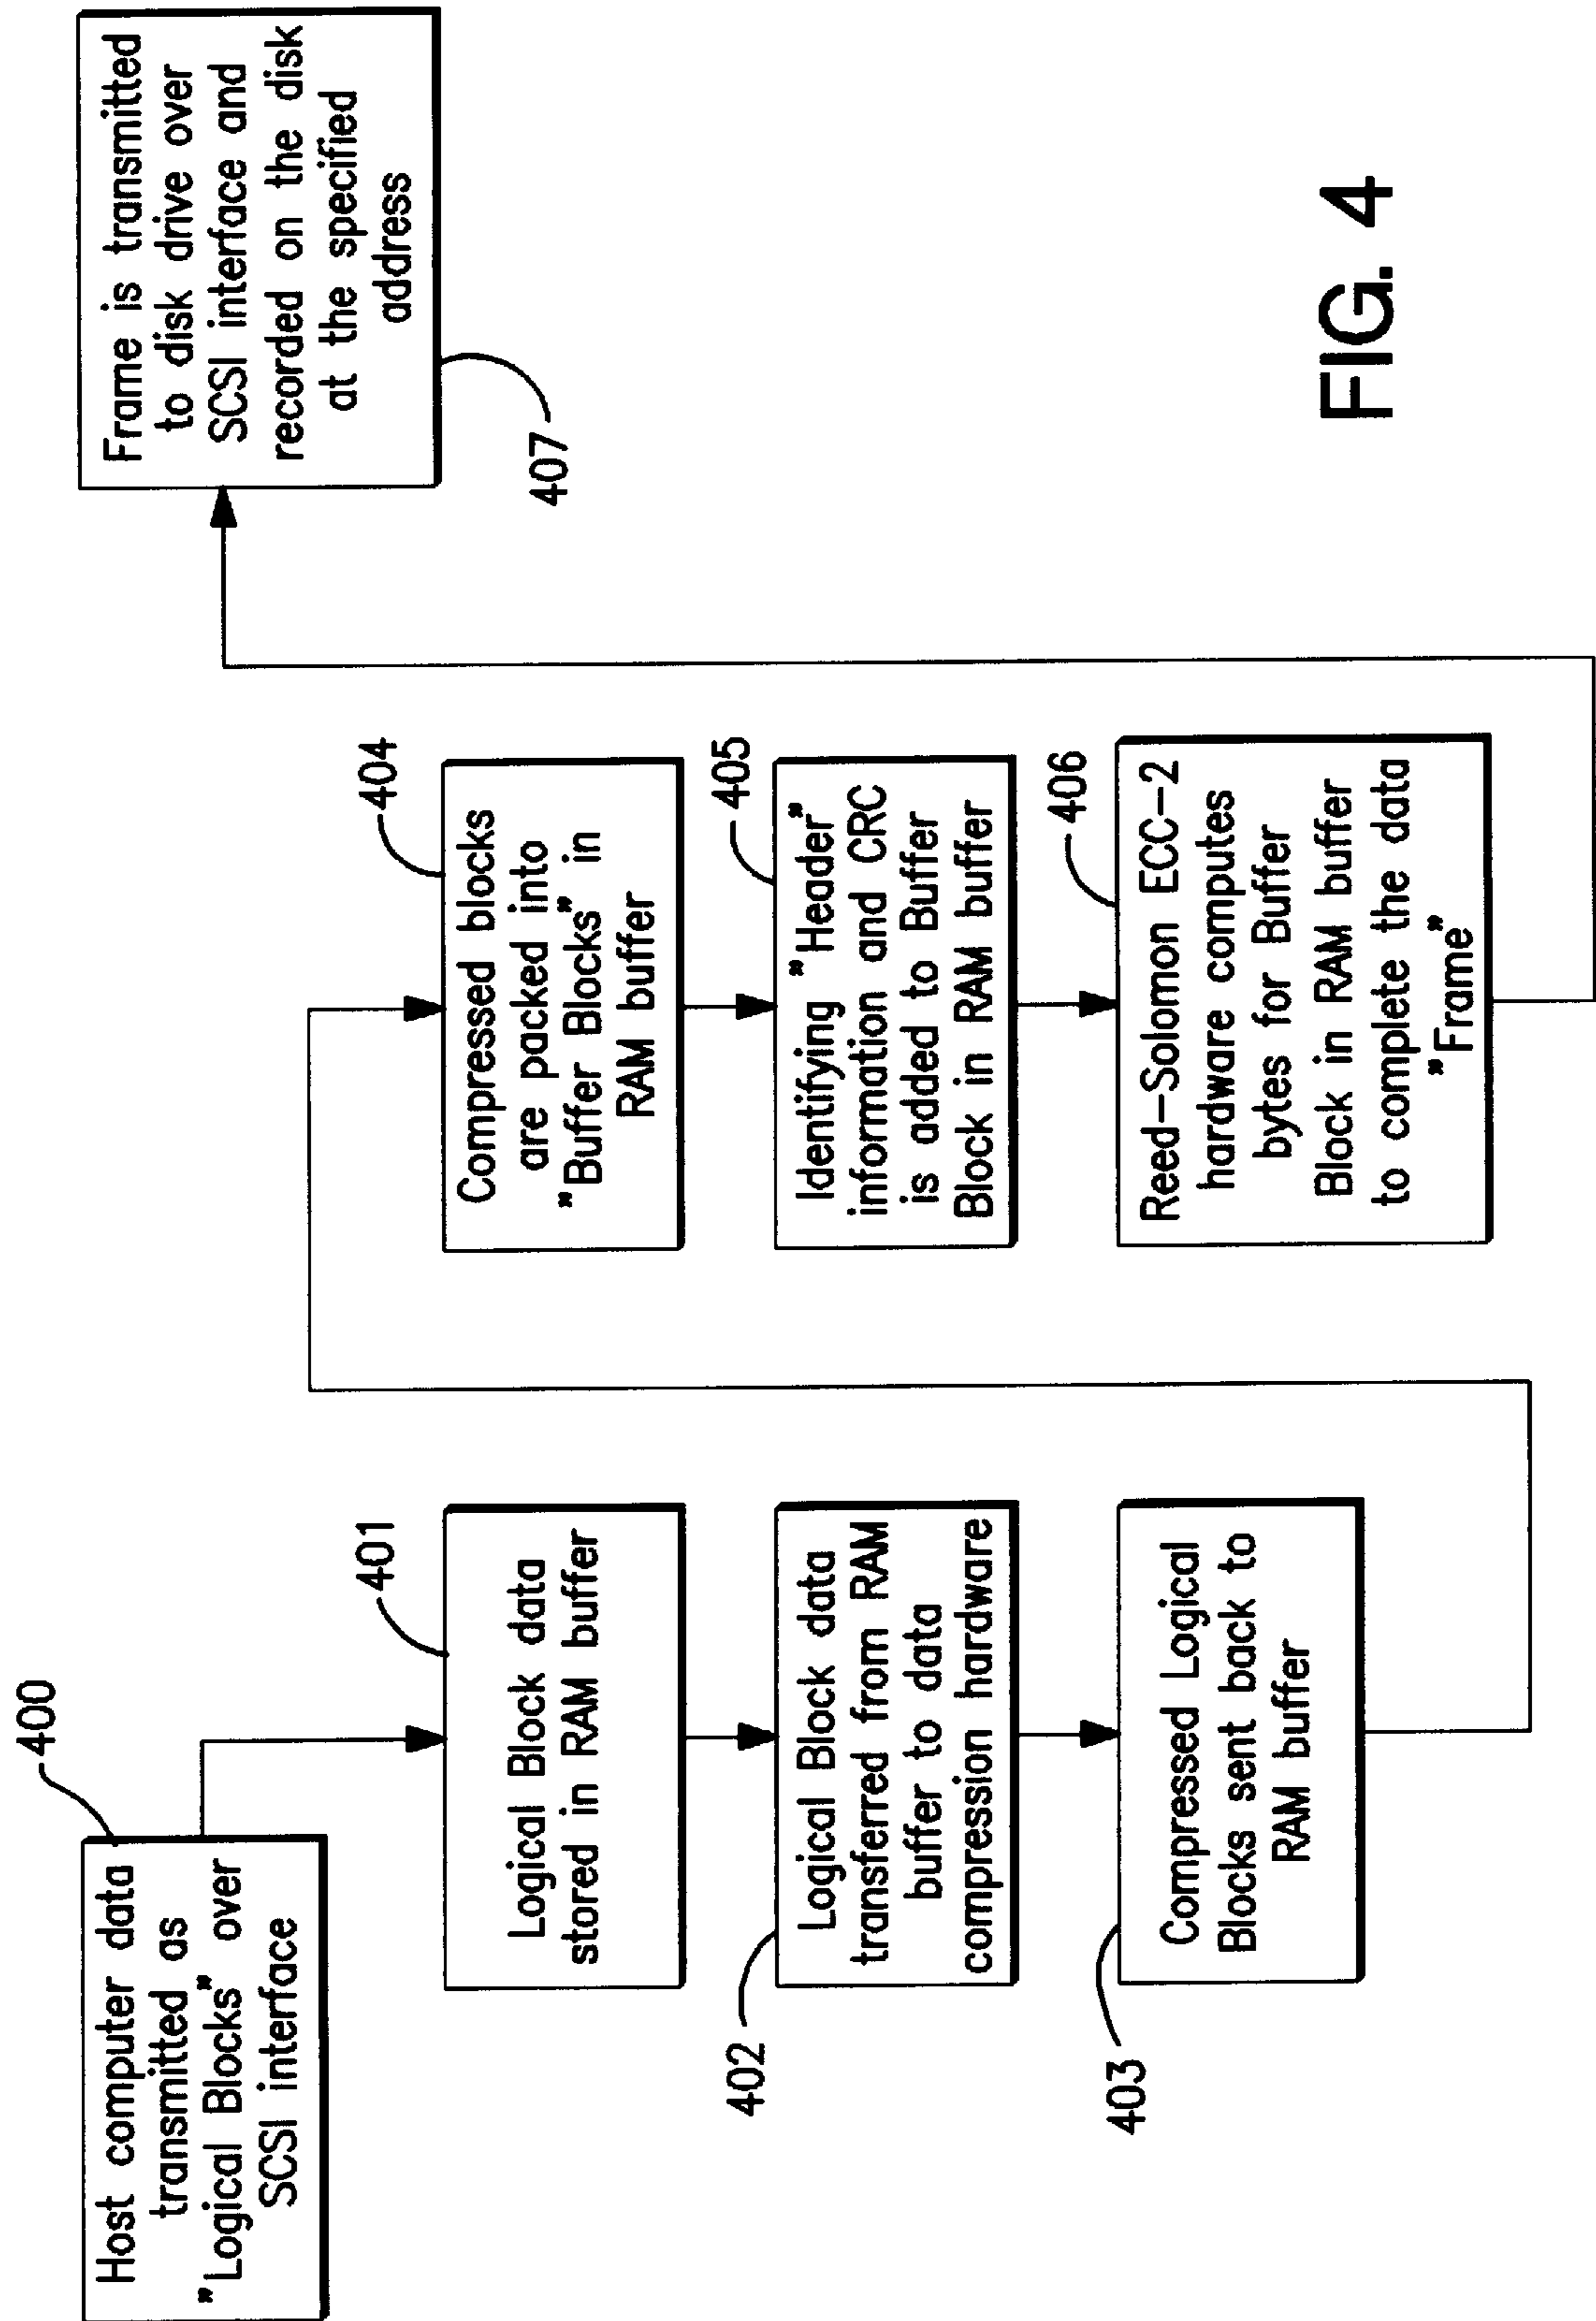 400
Host computer data
transmitted as
"Logical Blocks" over
SCSI interface
401
Logical Block data
stored in RAM buffer
402
Logical Block data
transferred from RAM
buffer to data
compression hardware
403
Compressed Logical
Blocks sent back to
RAM buffer
404
Compressed blocks
are packed into
"Buffer Blocks" in
RAM buffer
405
Identifying "Header"
information and CRC
is added to Buffer
Block in RAM buffer
406
Reed-Solomon ECC-2
hardware computes
bytes for Buffer
Block in RAM buffer
to complete the data
"Frame"
Frame is transmitted
to disk drive over
SCSI interface and
recorded on the disk
at the specified
address
407
FIG. 4